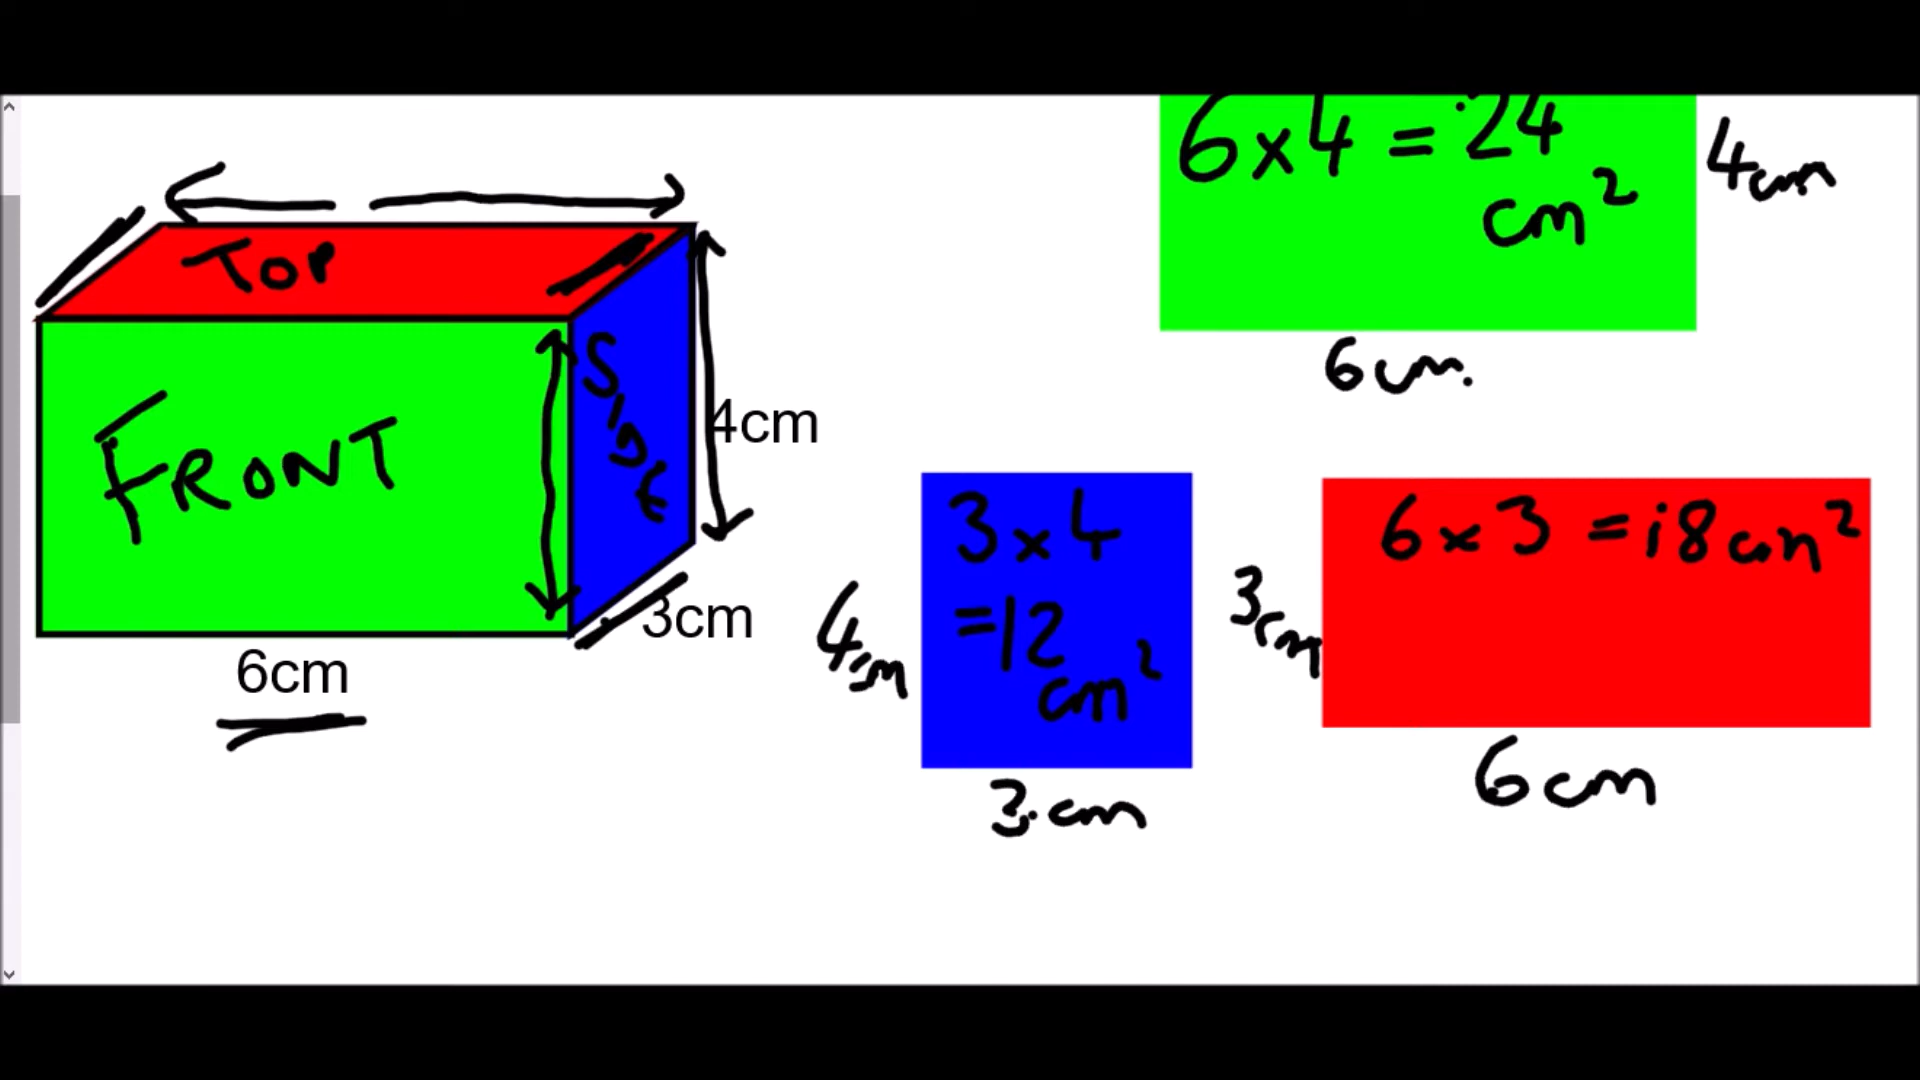 TOP
FRONT
SIDE
4cm
3cm
6cm
6x4 = 24
cm²
4cm
6cm.
3x4
=12
cm²
4cm
3cm
6x3 =18cm²
3cm
6cm